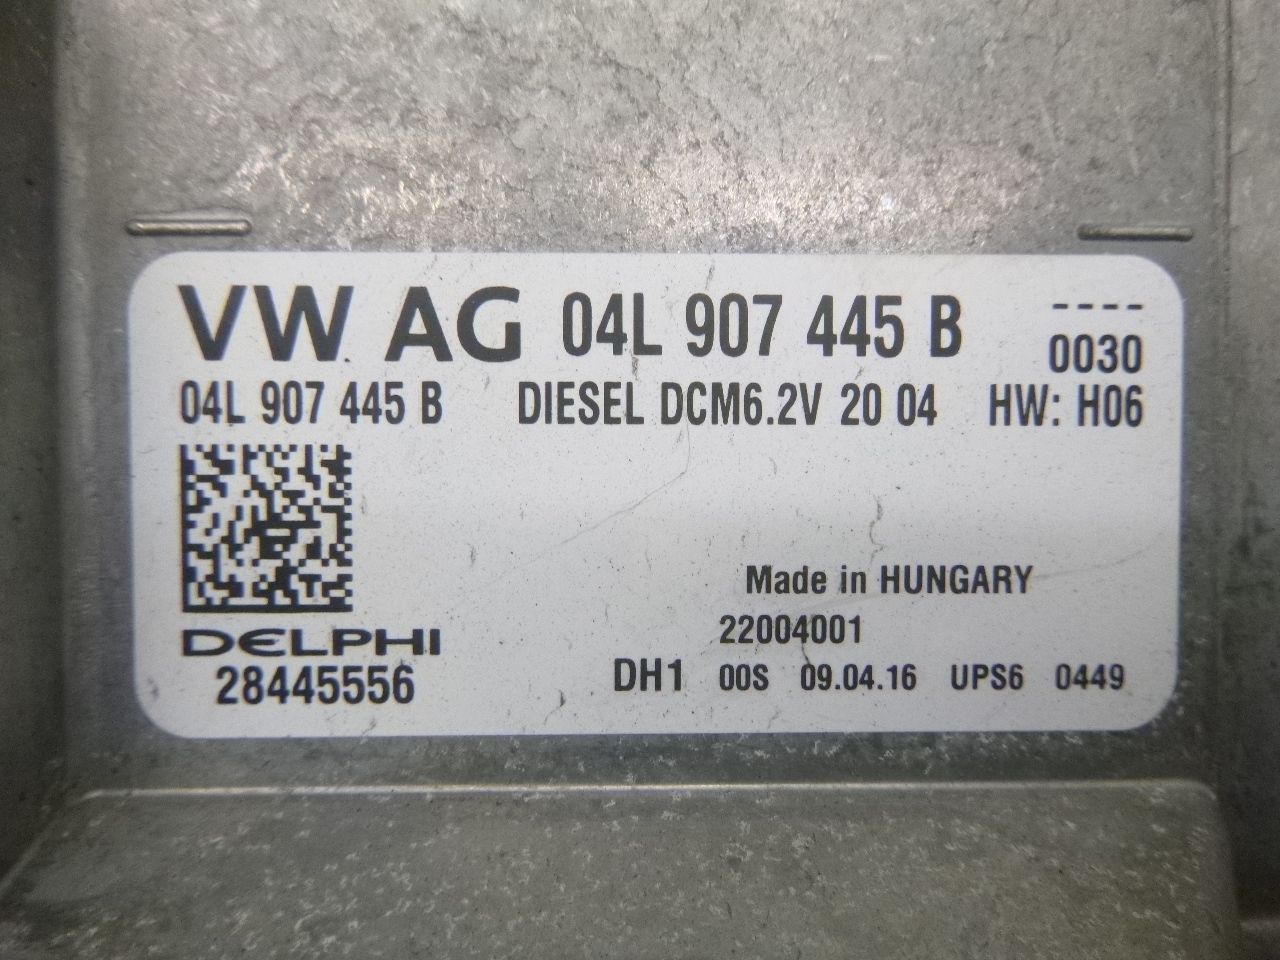 VW AG 04L 907 445 B ----
0030
04L 907 445 B DIESEL DCM6.2V 20 04 HW: H06
Made in HUNGARY
22004001
DELPHI
28445556 DH1 00S 09.04.16 UPS6 0449